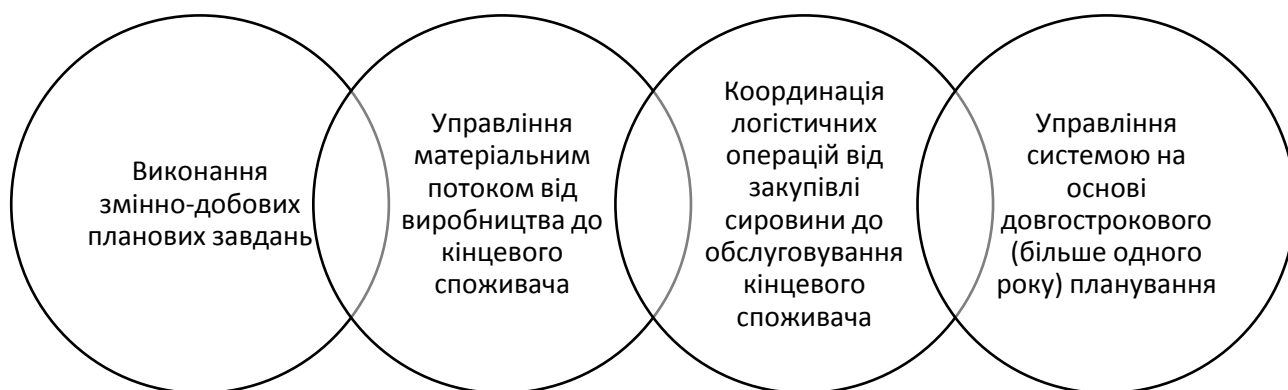 Виконання
змінно-добових
планових завдань
Управління
матеріальним
потоком від
виробництва до
кінцевого
споживача
Координація
логістичних
операцій від
закупівлі
сировини до
обслуговування
кінцевого
споживача
Управління
системою на
основі
довгострокового
(більше одного
року) планування